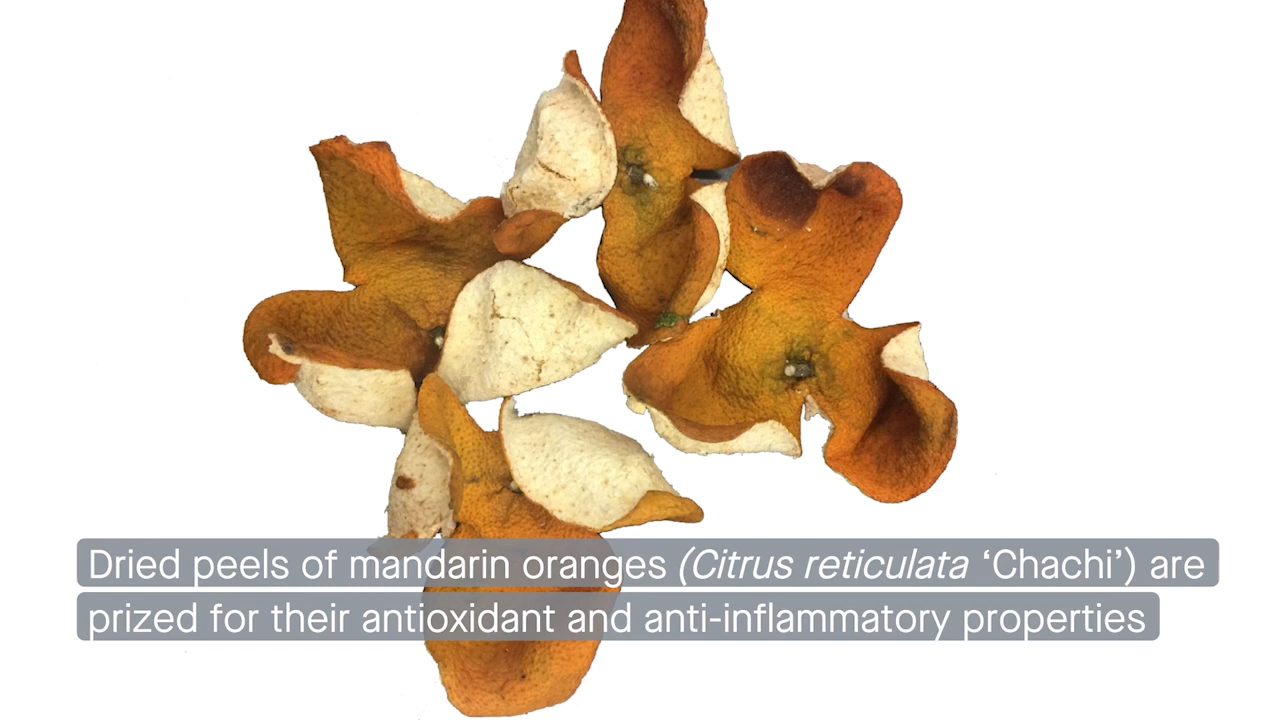 Dried peels of mandarin oranges (Citrus reticulata ‘Chachi’) are
prized for their antioxidant and anti-inflammatory properties